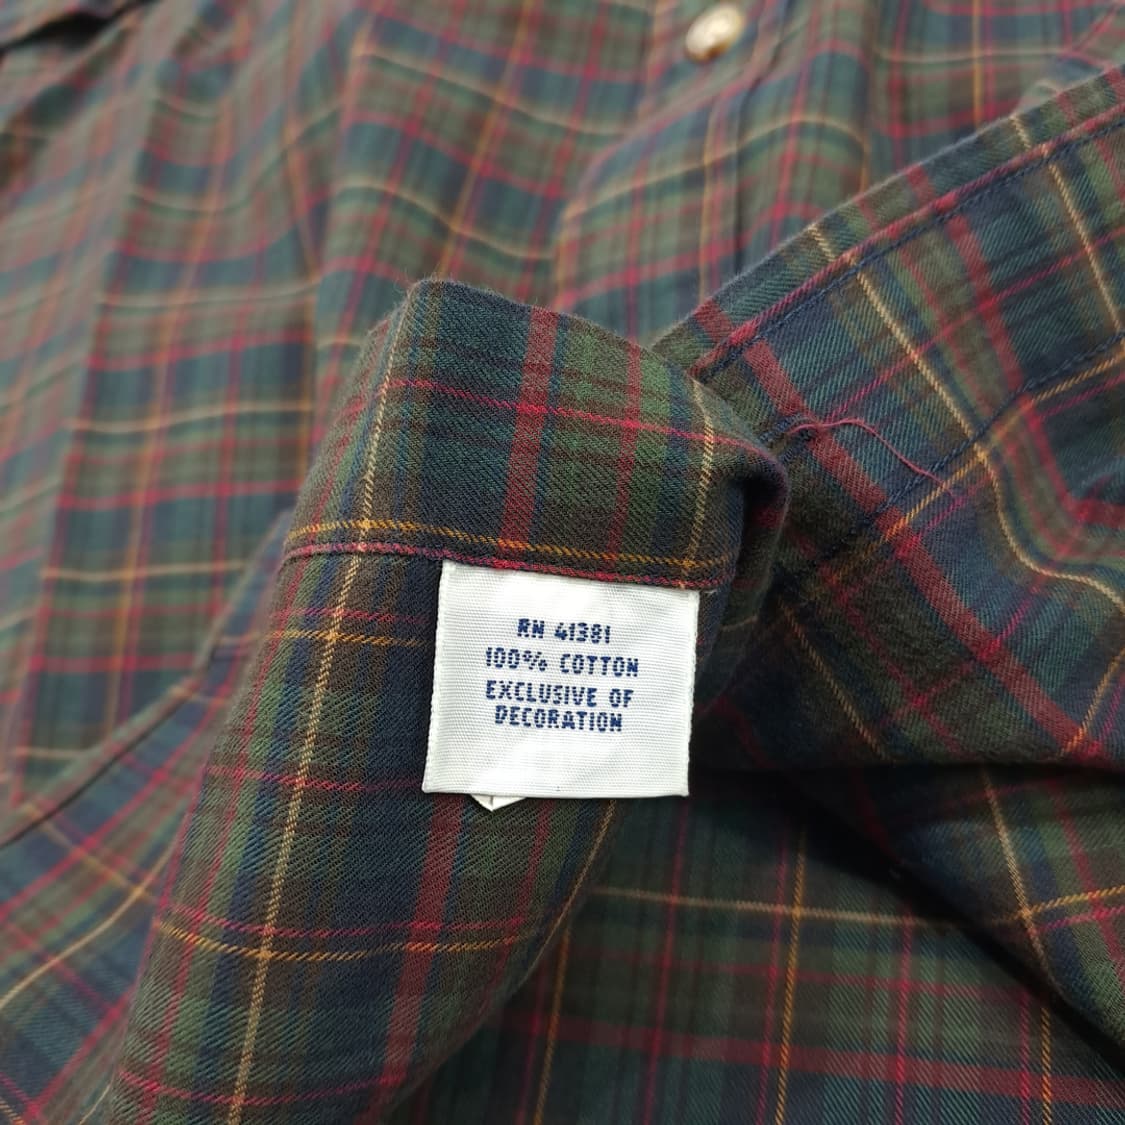 RN 41381
100% COTTON
EXCLUSIVE OF
DECORATION